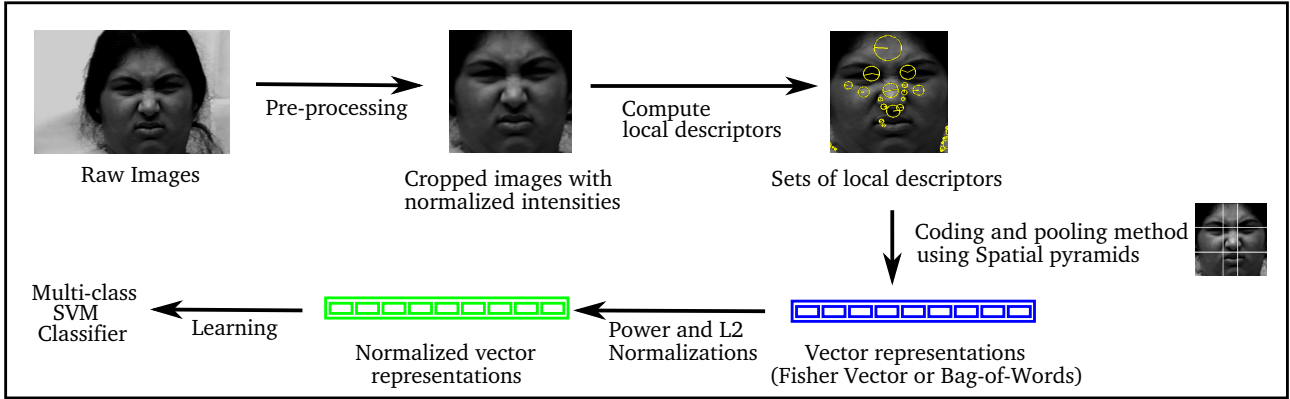 Pre-processing
Compute
local descriptors
Raw Images
Cropped images with
normalized intensities
Sets of local descriptors
Coding and pooling method
using Spatial pyramids
Vector representations
(Fisher Vector or Bag-of-Words)
Power and L2
Normalizations
Normalized vector
representations
Learning
Multi-class
SVM
Classifier